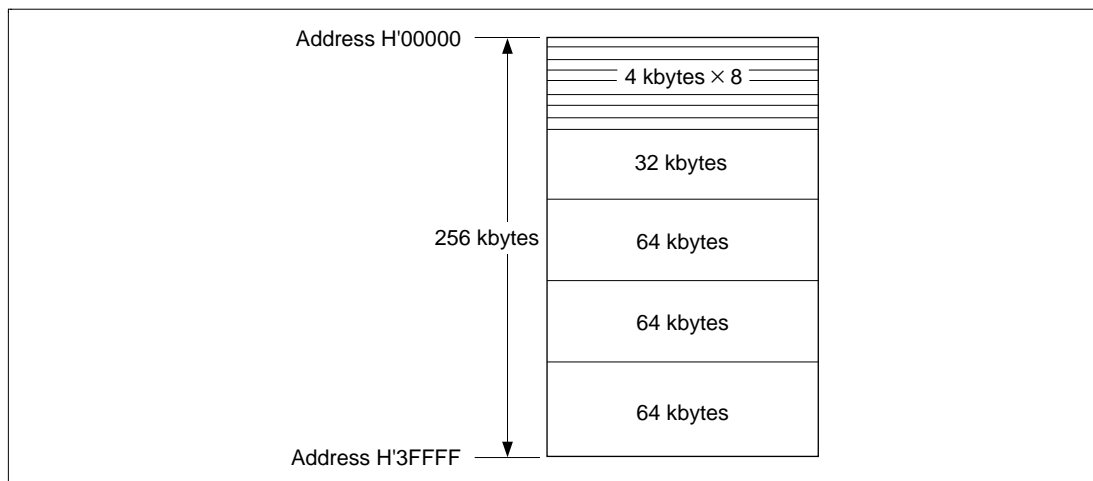 Address H'00000
4 kbytes × 8
32 kbytes
256 kbytes
64 kbytes
64 kbytes
64 kbytes
Address H'3FFFF